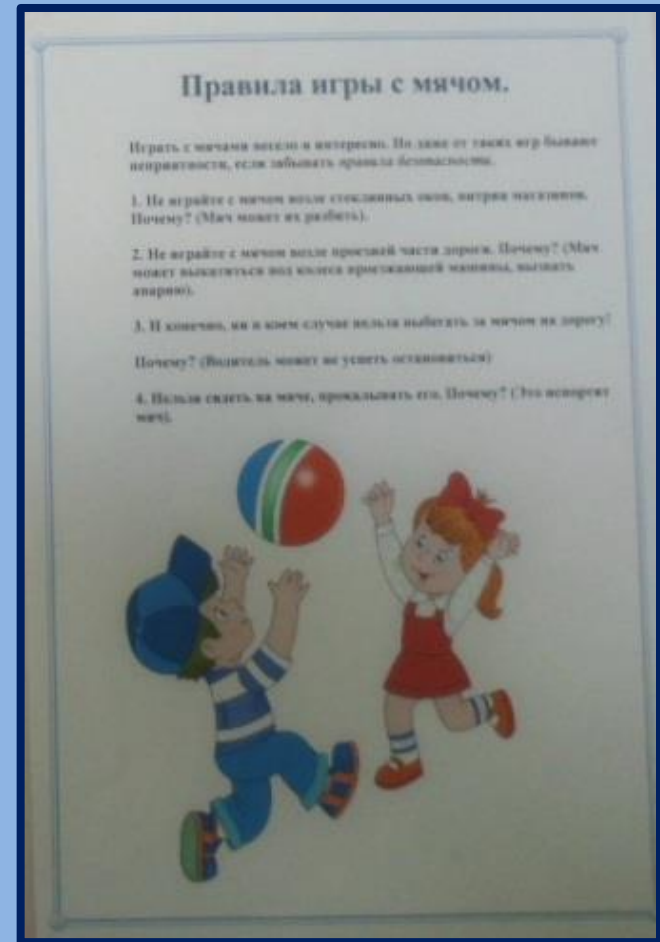 Правила игры с мячом.
Играть с мячами весело и интересно. Но даже от таких игр бывают
неприятности, если забывать правила безопасности.
1. Не играйте с мячом возле стеклянных окон, витрин магазинов.
Почему? (Мяч может их разбить).
2. Не играйте с мячом возле проезжей части дороги. Почему? (Мяч
может выкатиться под колеса проезжающей машины, вызвать
аварию).
3. И конечно, ни в коем случае нельзя выбегать за мячом на дорогу!
Почему? (Водитель может не успеть остановиться)
4. Нельзя сидеть на мяче, прокалывать его. Почему? (Это испортит
мяч).